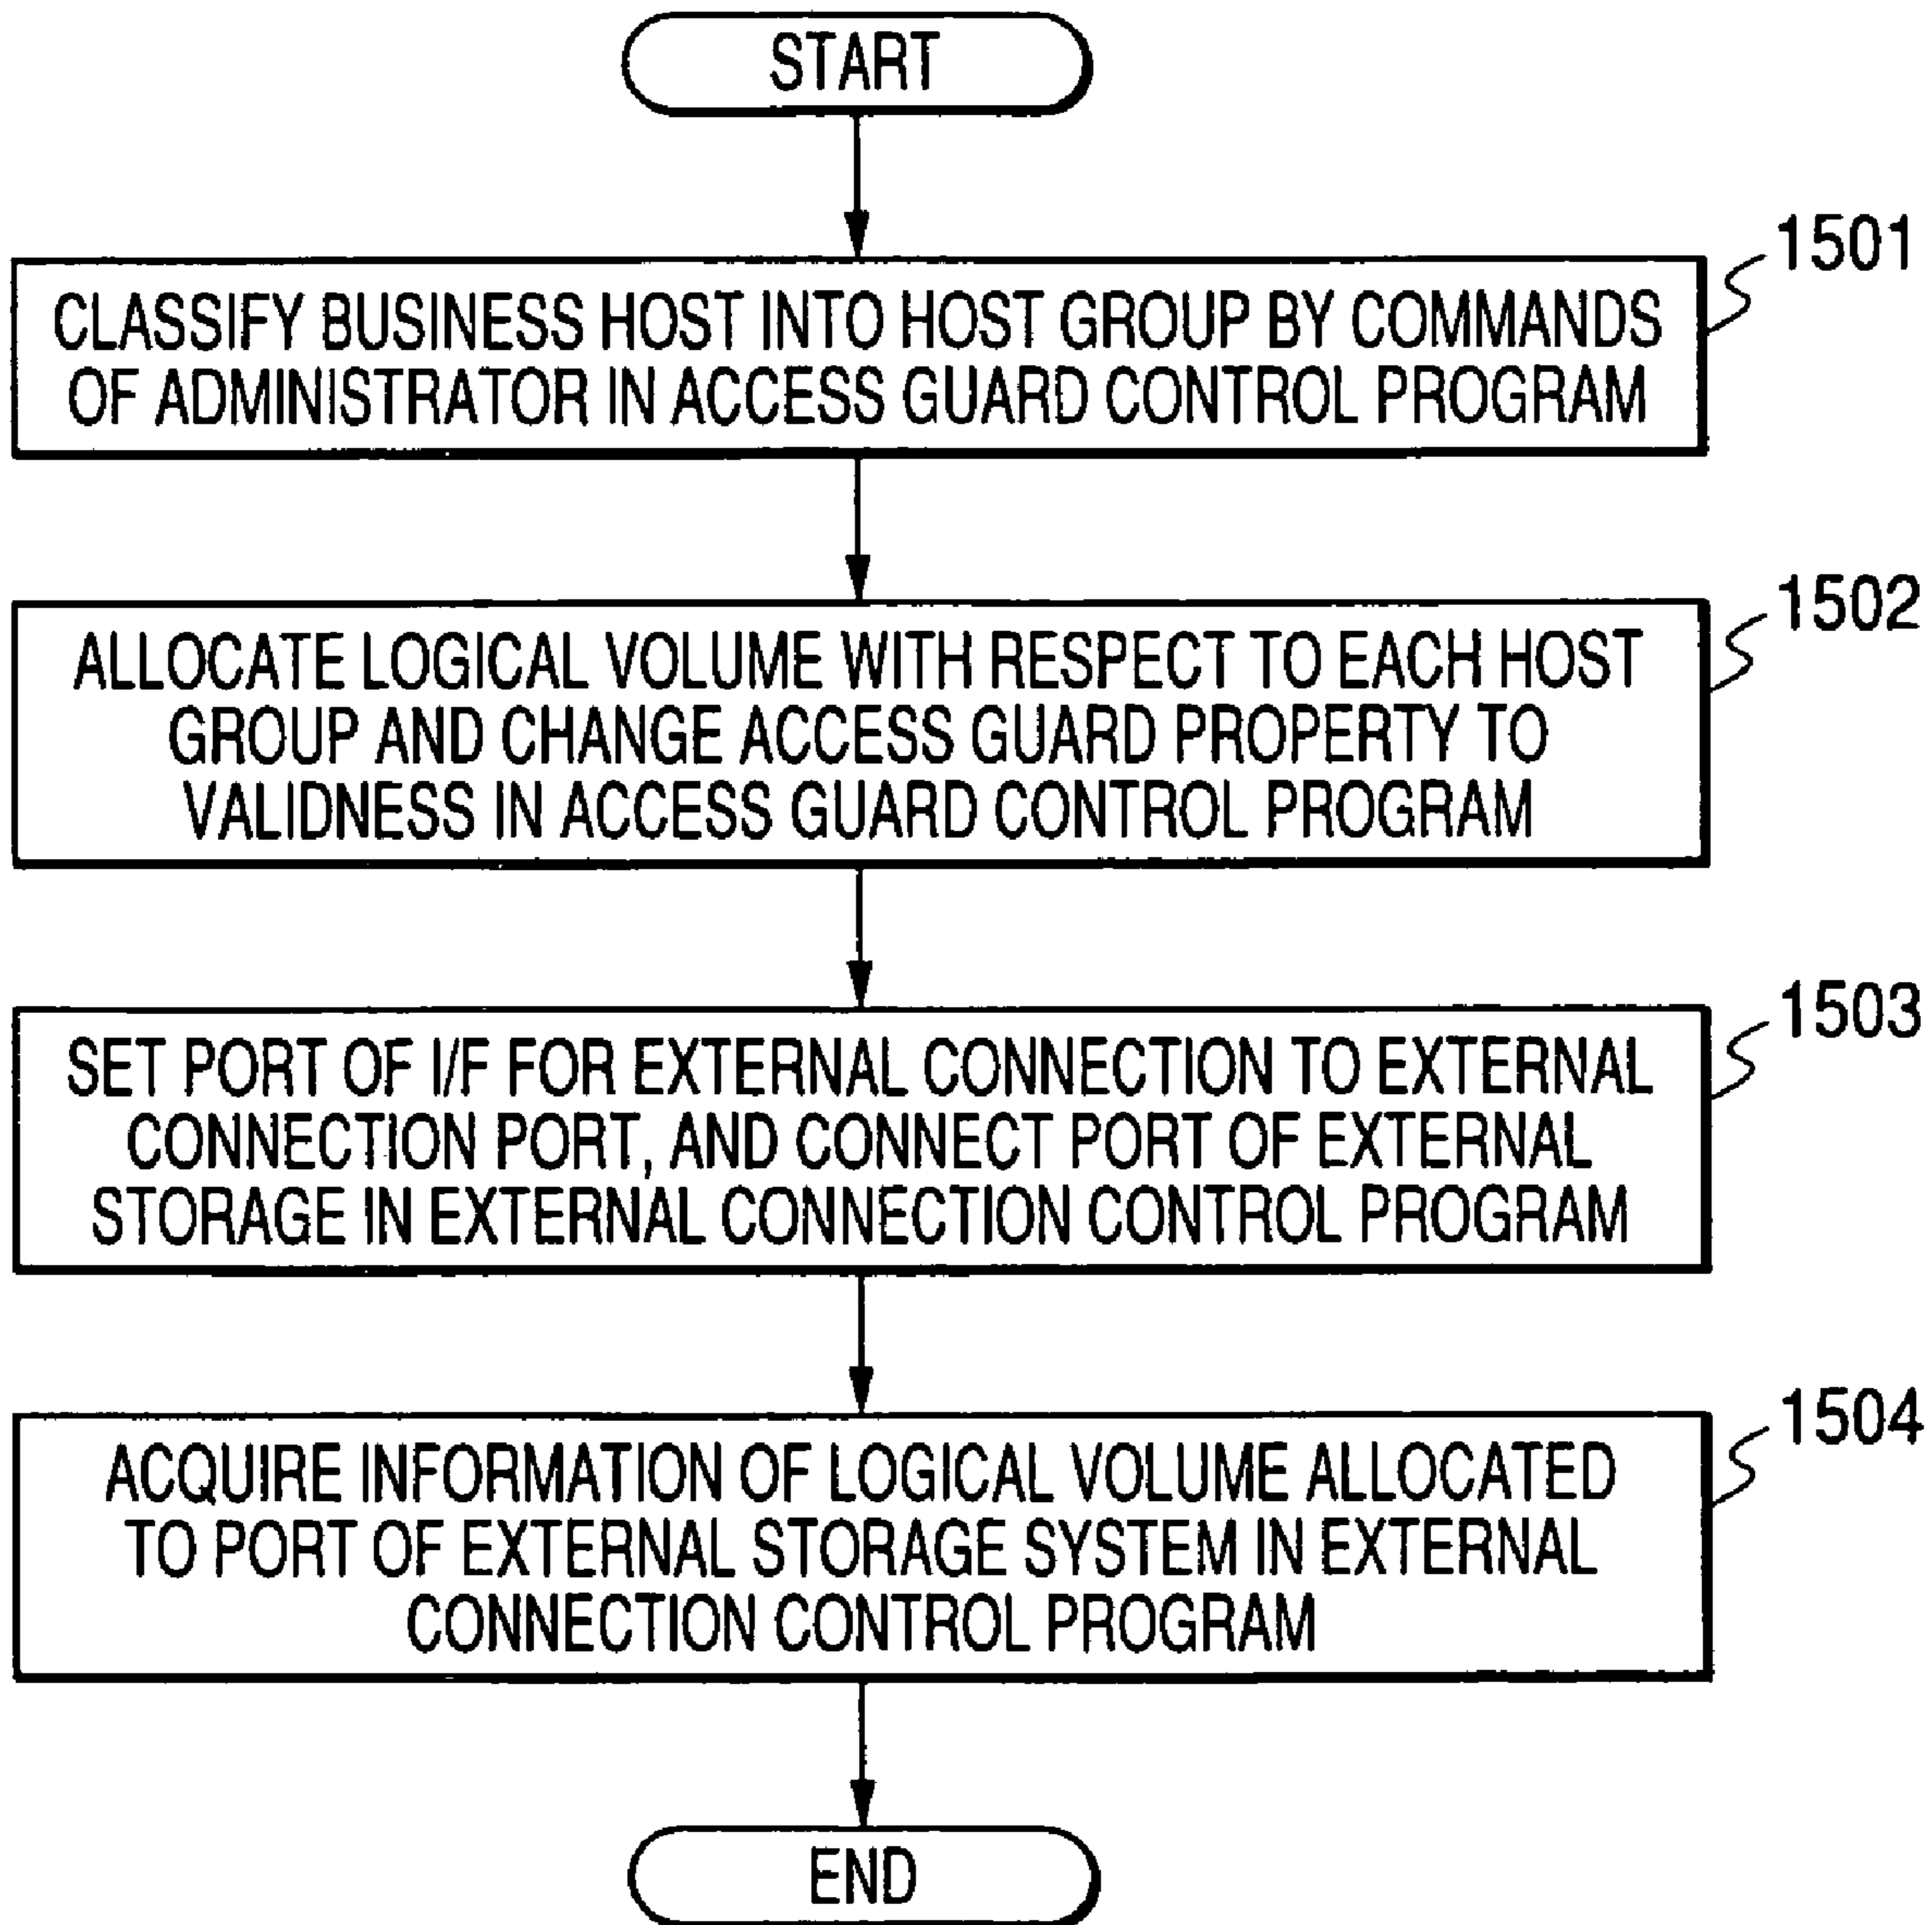 START
1501
CLASSIFY BUSINESS HOST INTO HOST GROUP BY COMMANDS
OF ADMINISTRATOR IN ACCESS GUARD CONTROL PROGRAM
1502
ALLOCATE LOGICAL VOLUME WITH RESPECT TO EACH HOST
GROUP AND CHANGE ACCESS GUARD PROPERTY TO
VALIDNESS IN ACCESS GUARD CONTROL PROGRAM
1503
SET PORT OF I/F FOR EXTERNAL CONNECTION TO EXTERNAL
CONNECTION PORT, AND CONNECT PORT OF EXTERNAL
STORAGE IN EXTERNAL CONNECTION CONTROL PROGRAM
1504
ACQUIRE INFORMATION OF LOGICAL VOLUME ALLOCATED
TO PORT OF EXTERNAL STORAGE SYSTEM IN EXTERNAL
CONNECTION CONTROL PROGRAM
END